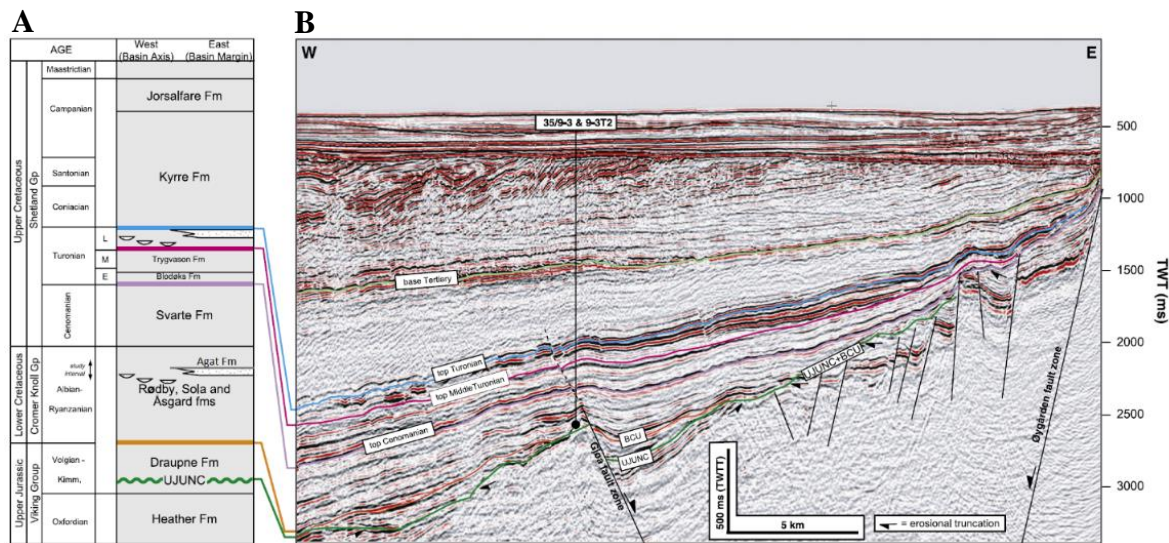 A
AGE
West
(Basin Axis)
East
(Basin Margin)
Upper Cretaceous
Shetland Gp
Maastrictian
Campanian
Santonian
Coniacian
Turonian
L
M
E
Cenomanian
Jorsalfare Fm
Kyrre Fm
Trygvason Fm
Blodøks Fm
Svarte Fm
Lower Cretaceous
Cromer Knoll Gp
study
interval
Albian-
Ryanzanian
Agat Fm
Rødby, Sola and
Åsgard fms
Upper Jurassic
Viking Group
Volgian -
Kimm,
Oxfordian
Draupne Fm
UJUNC
Heather Fm
B
W
E
35/9-3 & 9-3T2
base Tertiary
top Turonian
top MiddleTuronian
top Cenomanian
UJUNC+BCU
BCU
UJUNC
Gjøa fault zone
Øygården fault zone
500 ms (TWTT)
5 km
= erosional truncation
500
1000
1500
2000
2500
3000
TWT (ms)